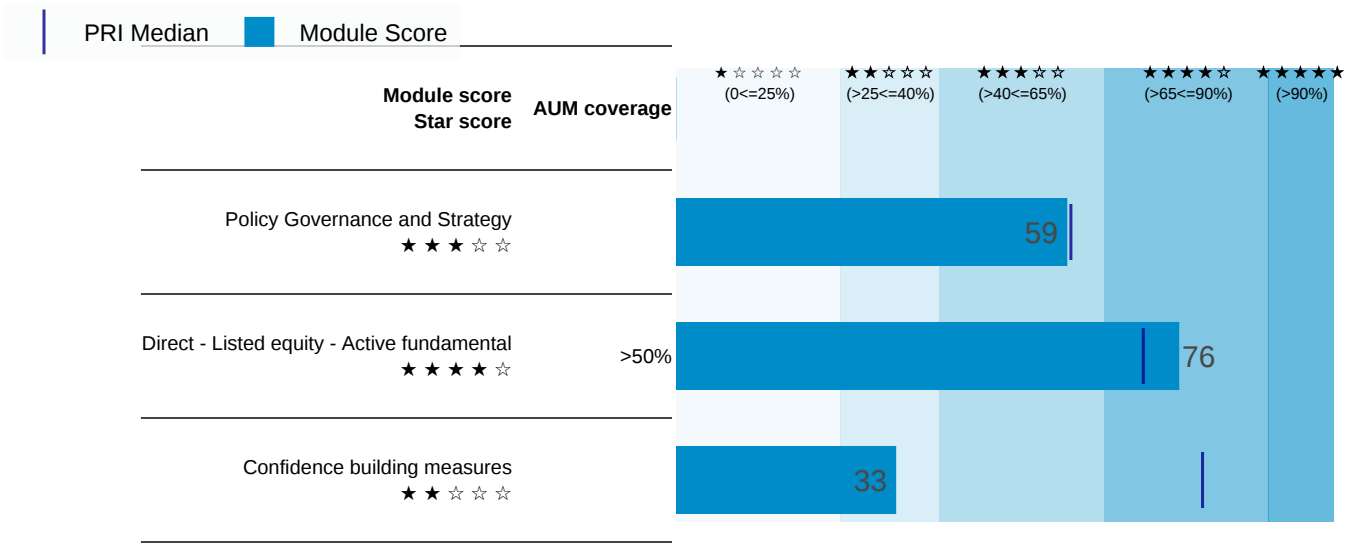 PRI Median Module Score
★☆☆☆☆ ★★☆☆☆ ★★★☆☆ ★★★★☆ ★★★★★
(0<=25%) (>25<=40%) (>40<=65%) (>65<=90%) (>90%)
Module score
Star score
AUM coverage
Policy Governance and Strategy
★★★☆☆
59
Direct - Listed equity - Active fundamental
★★★★☆
>50%
76
Confidence building measures
★★☆☆☆
33